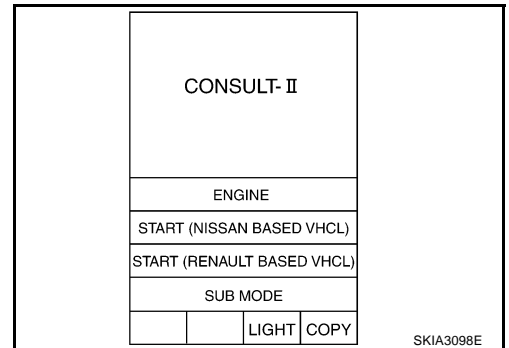 CONSULT-II
ENGINE
START (NISSAN BASED VHCL)
START (RENAULT BASED VHCL)
SUB MODE
LIGHT COPY
SKIA3098E